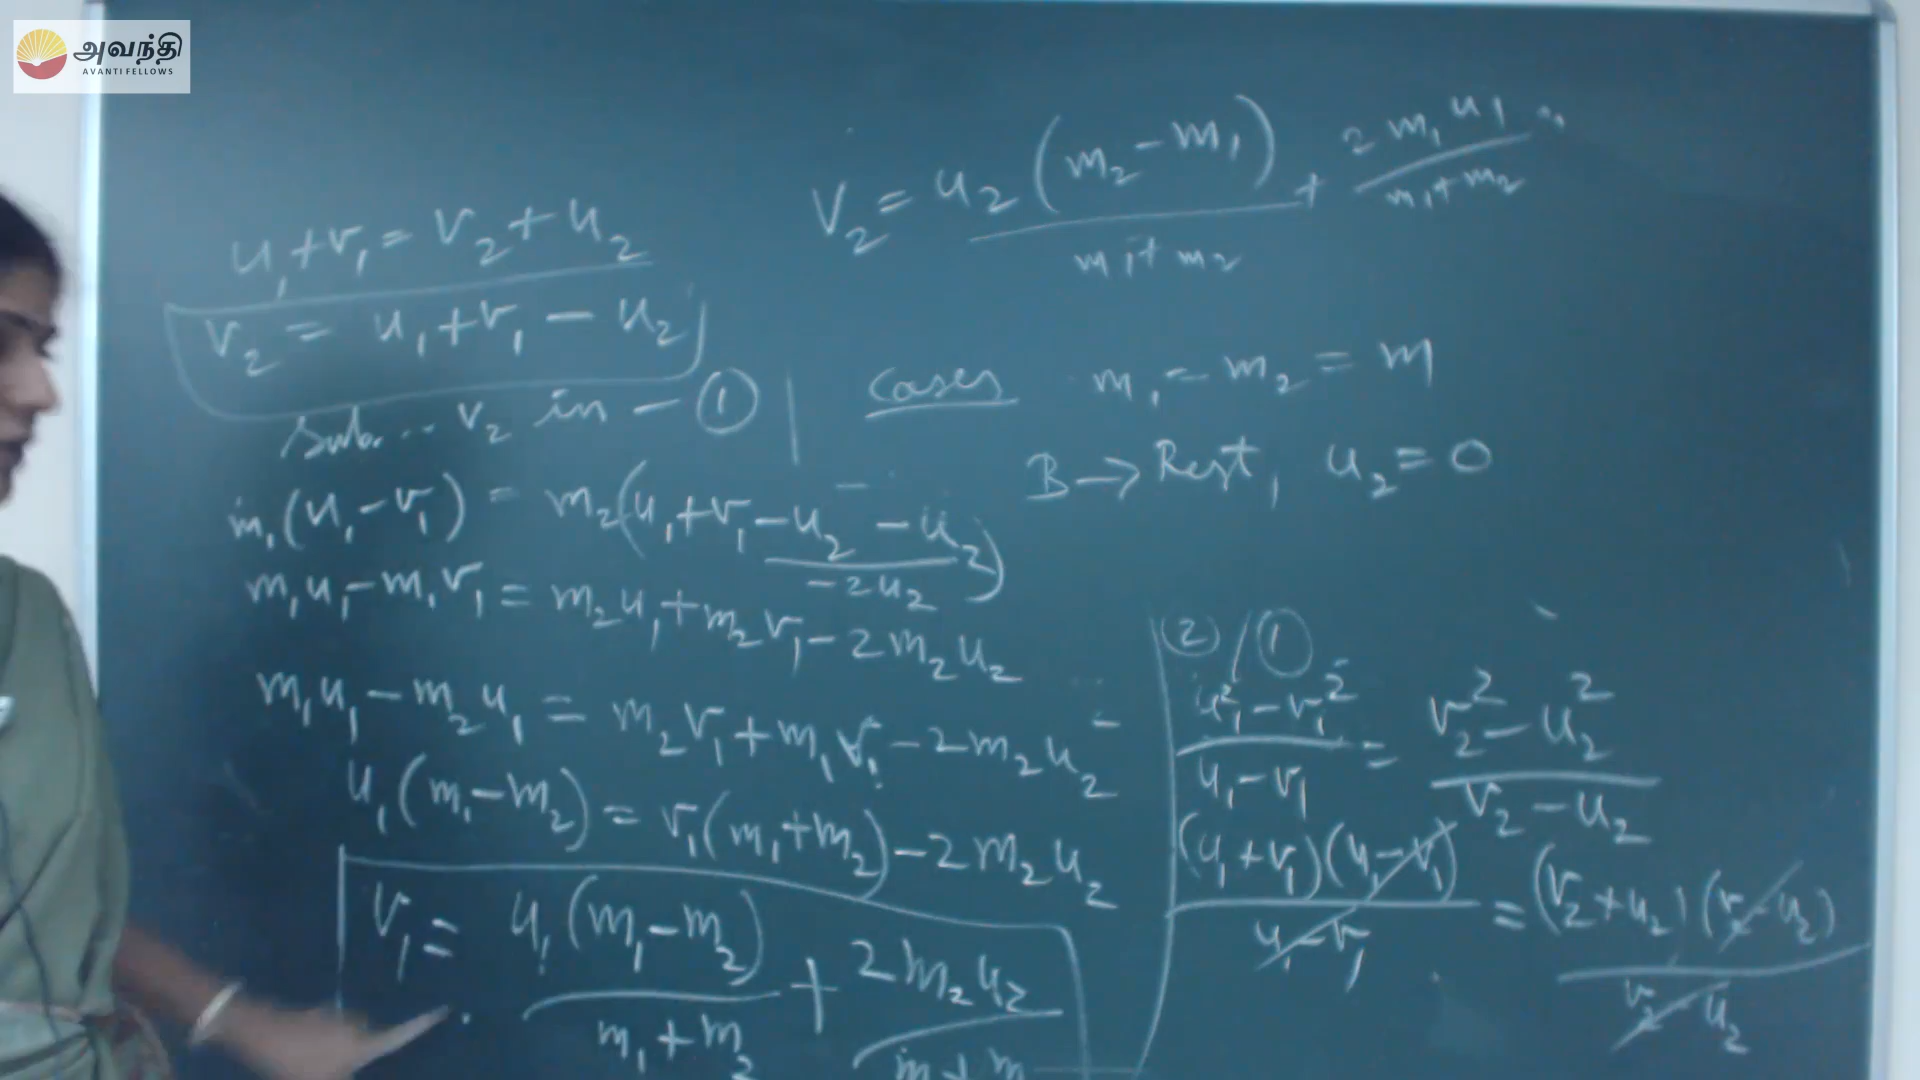 அவந்தி
AVANTI FELLOWS
u₁+v₁ = v₂+u₂
v₂ = u₁+v₁ − u₂
Sub... v₂ in − ①
m₁(u₁−v₁) = m₂(u₁+v₁−u₂ −u₂)
−2u₂
m₁u₁−m₁v₁ = m₂u₁+m₂v₁−2m₂u₂
m₁u₁ − m₂u₁ = m₂v₁+m₁v₁ −2m₂u₂
u₁(m₁−m₂) = v₁(m₁+m₂)−2m₂u₂
v₁ = u₁(m₁−m₂) + 2m₂u₂
m₁+m₂ m+m
V₂ = u₂(m₂−m₁) + 2m₁u₁
m₁+m₂ m₁+m₂
Cases m₁ = m₂ = m
B → Rest, u₂ = 0
② / ①
u₁²−v₁² = v₂²−u₂²
u₁−v₁ v₂−u₂
(u₁+v₁)(u₁−v₁) = (v₂+u₂)(v₂−u₂)
u₁−v₁ v₂−u₂